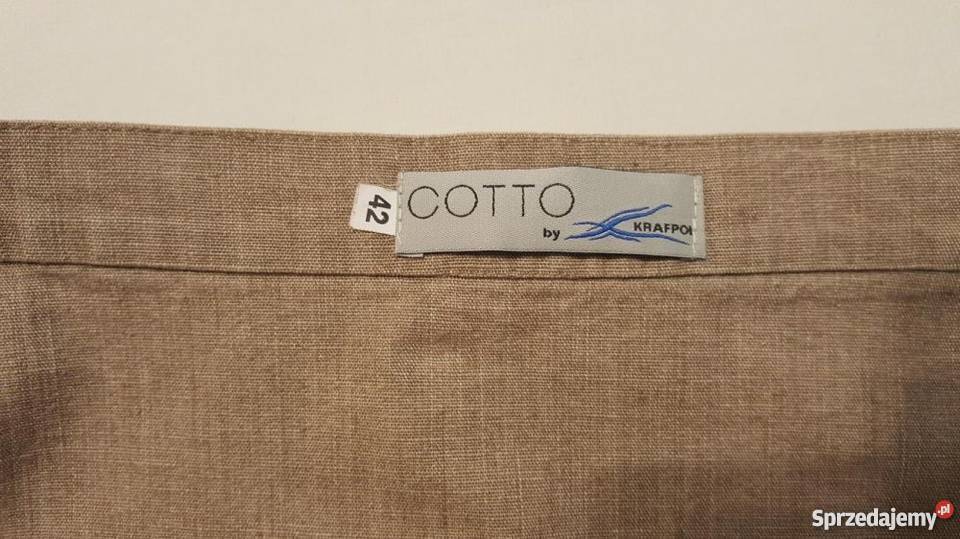 42
COTTO
by KRAFPOL
Sprzedajemy.pl